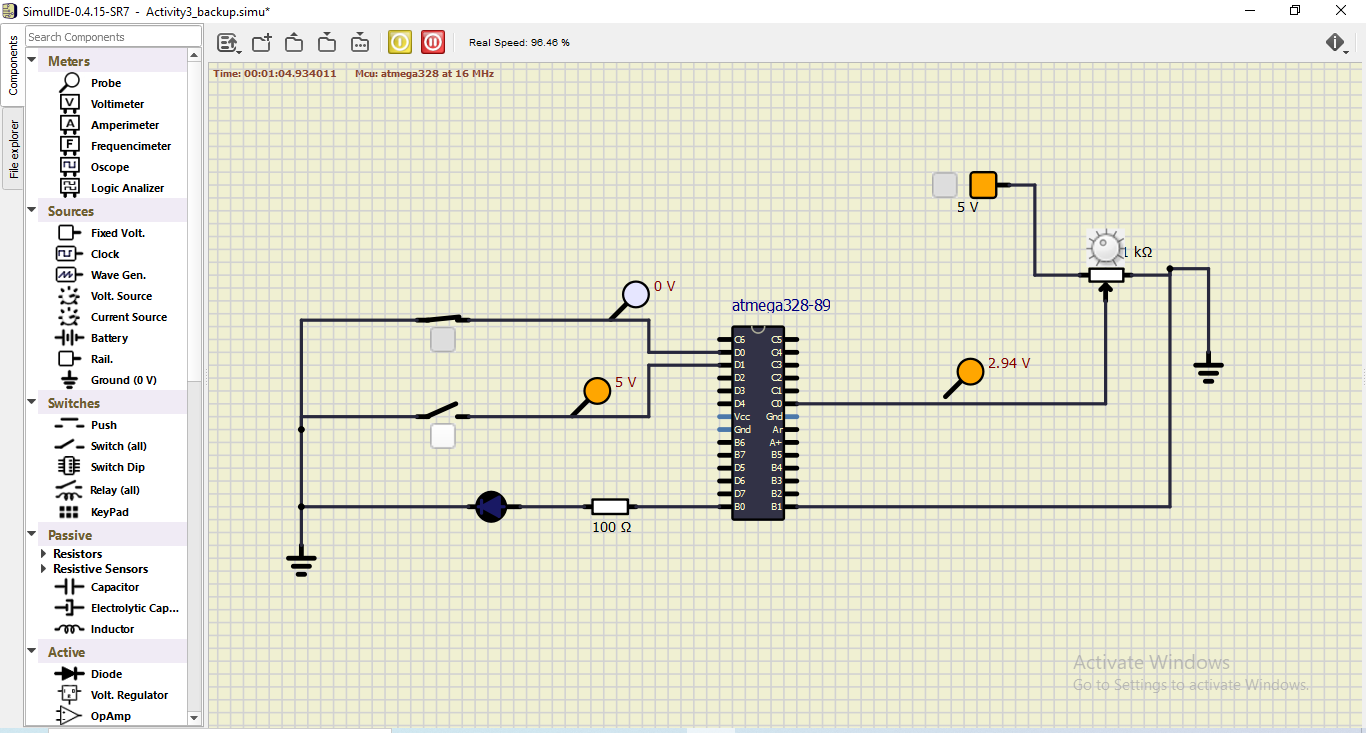 SimulIDE-0.4.15-SR7 - Activity3_backup.simu*
Components
File explorer
Search Components
Meters
Probe
Voltimeter
Amperimeter
Frequencimeter
Oscope
Logic Analizer
Sources
Fixed Volt.
Clock
Wave Gen.
Volt. Source
Current Source
Battery
Rail.
Ground (0 V)
Switches
Push
Switch (all)
Switch Dip
Relay (all)
KeyPad
Passive
Resistors
Resistive Sensors
Capacitor
Electrolytic Cap...
Inductor
Active
Diode
Volt. Regulator
OpAmp
Real Speed: 96.46 %
Time: 00:01:04.934011 Mcu: atmega328 at 16 MHz
5 V
1 kΩ
0 V
atmega328-89
5 V
2.94 V
C6 C5
D0 C4
D1 C3
D2 C2
D3 C1
D4 C0
Vcc Gnd
Gnd Ar
B6 A+
B7 B5
D5 B4
D6 B3
D7 B2
B0 B1
100 Ω
Activate Windows
Go to Settings to activate Windows.